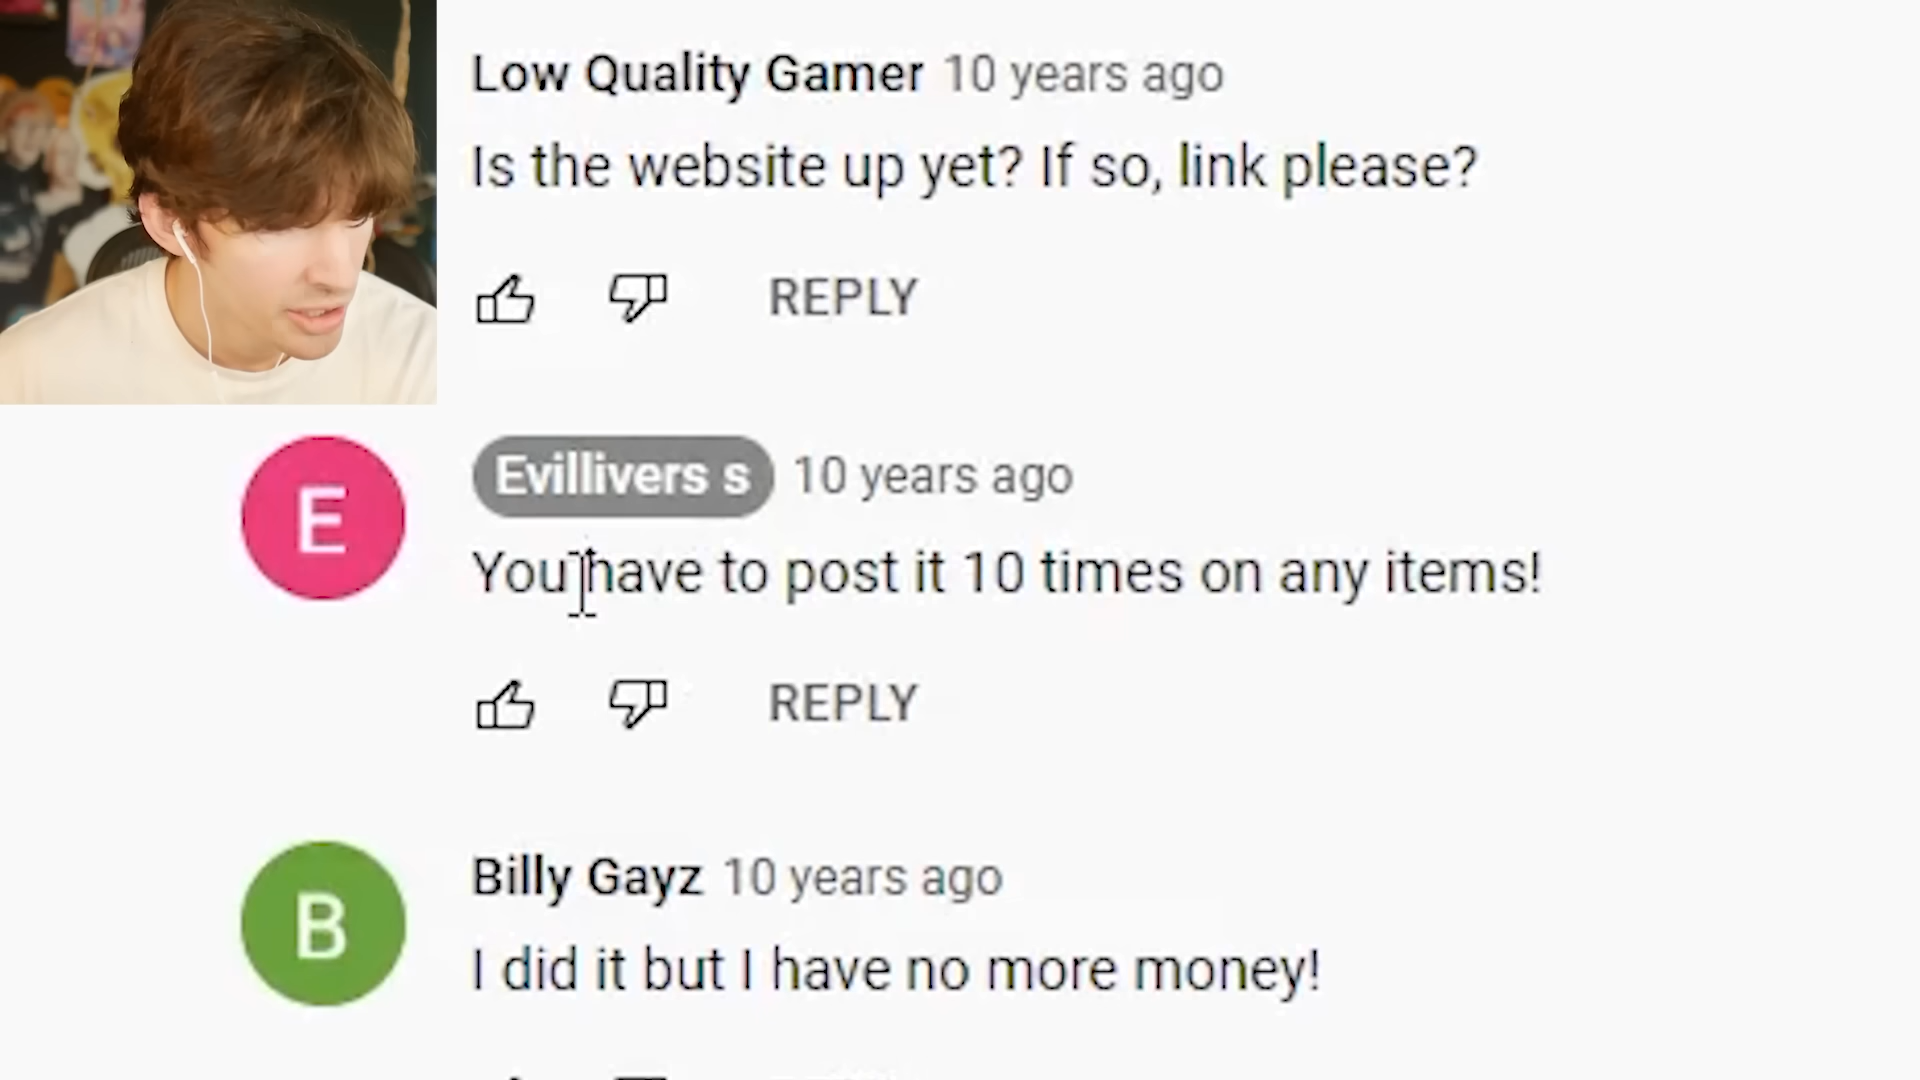 Low Quality Gamer 10 years ago
Is the website up yet? If so, link please?
REPLY
E
Evillivers s 10 years ago
You have to post it 10 times on any items!
REPLY
B
Billy Gayz 10 years ago
I did it but I have no more money!